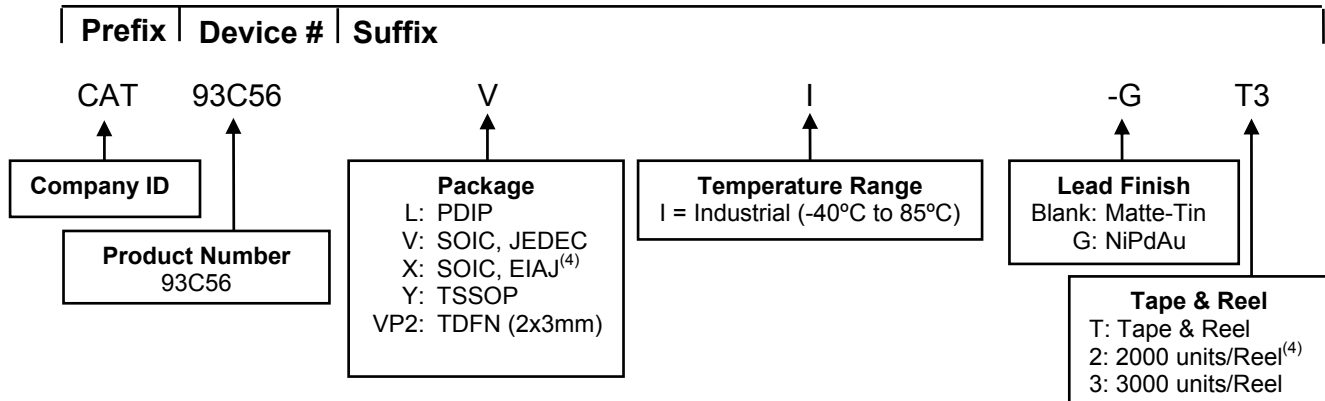 Prefix Device # Suffix
CAT 93C56 V I -G T3
Company ID
Product Number
93C56
Package
L: PDIP
V: SOIC, JEDEC
X: SOIC, EIAJ(4)
Y: TSSOP
VP2: TDFN (2x3mm)
Temperature Range
I = Industrial (-40ºC to 85ºC)
Lead Finish
Blank: Matte-Tin
G: NiPdAu
Tape & Reel
T: Tape & Reel
2: 2000 units/Reel(4)
3: 3000 units/Reel